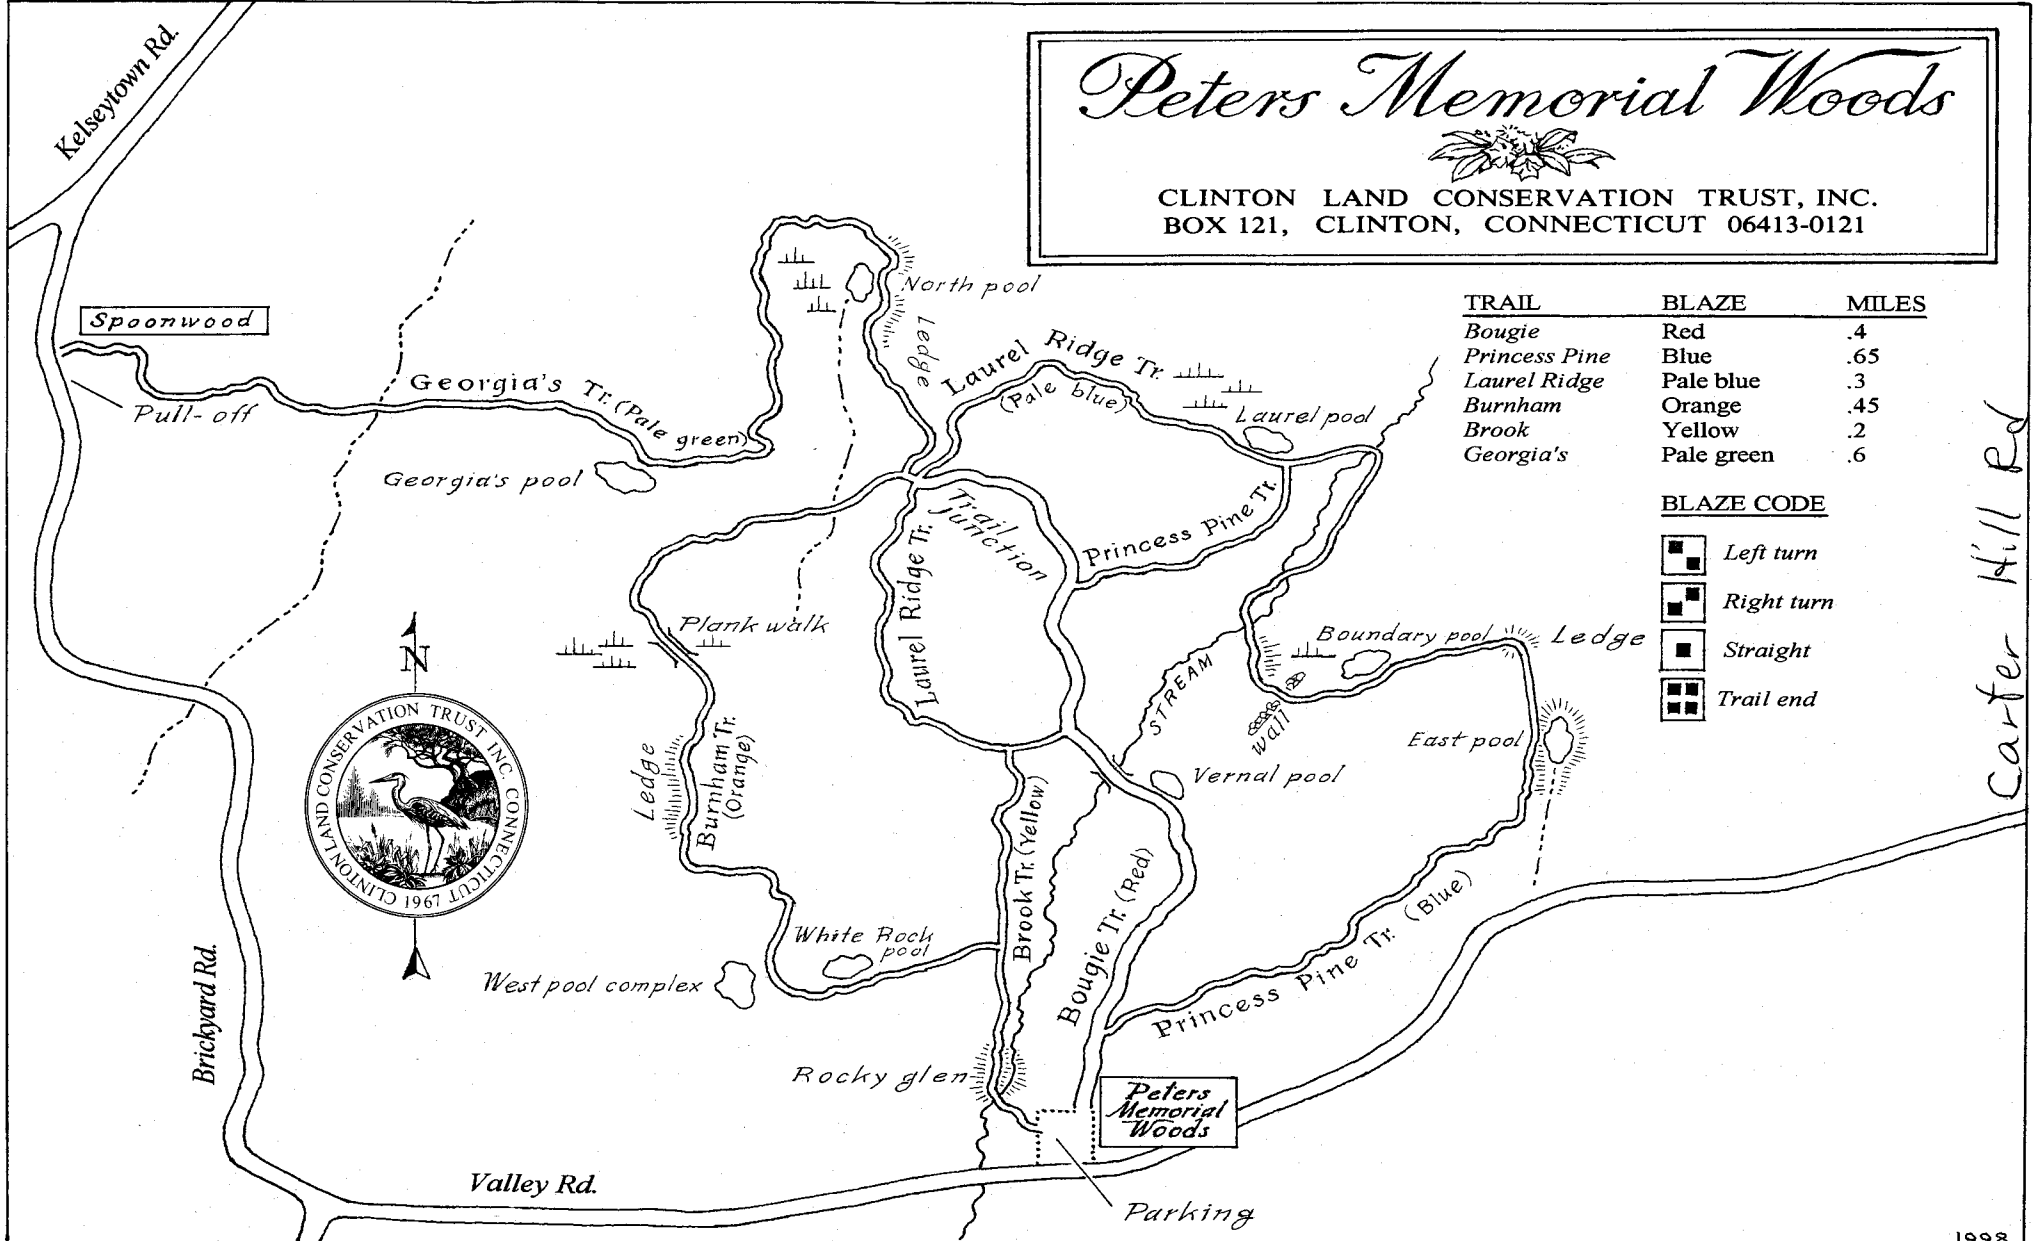 Peters Memorial Woods
CLINTON LAND CONSERVATION TRUST, INC.
BOX 121, CLINTON, CONNECTICUT 06413-0121
TRAIL BLAZE MILES
Bougie Red .4
Princess Pine Blue .65
Laurel Ridge Pale blue .3
Burnham Orange .45
Brook Yellow .2
Georgia's Pale green .6
BLAZE CODE
Left turn
Right turn
Straight
Trail end
Carter Hill Rd
Kelseytown Rd.
Spoonwood
Pull-off
Georgia's Tr. (Pale green)
Georgia's pool
North pool
Ledge
Laurel Ridge Tr.
(Pale blue)
Laurel pool
Trail
junction
Princess Pine Tr.
Laurel Ridge Tr.
Plank walk
N
CLINTON LAND CONSERVATION TRUST INC. CONNECTICUT 1967
Ledge
Burnham Tr.
(Orange)
STREAM
Boundary pool
Ledge
Wall
East pool
Vernal pool
Brook Tr. (Yellow)
Bougie Tr. (Red)
White Rock
pool
West pool complex
Princess Pine Tr. (Blue)
Rocky glen
Peters
Memorial
Woods
Brickyard Rd.
Valley Rd.
Parking
1998